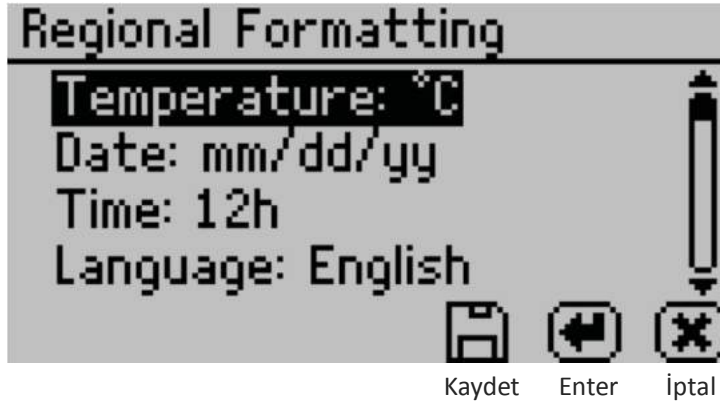 Regional Formatting
Temperature: °C
Date: mm/dd/yy
Time: 12h
Language: English
Kaydet Enter İptal